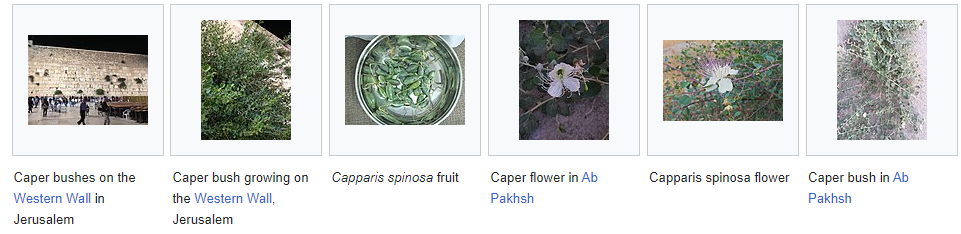 Caper bushes on the
Western Wall in
Jerusalem
Caper bush growing on
the Western Wall,
Jerusalem
Capparis spinosa fruit
Caper flower in Ab
Pakhsh
Capparis spinosa flower
Caper bush in Ab
Pakhsh